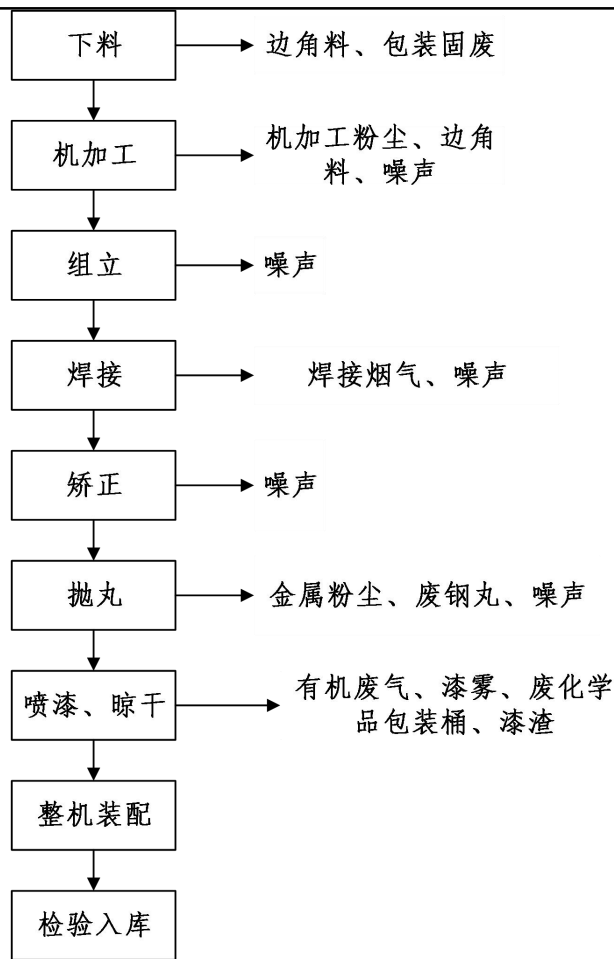 下料
边角料、包装固废
机加工
机加工粉尘、边角
料、噪声
组立
噪声
焊接
焊接烟气、噪声
矫正
噪声
抛丸
金属粉尘、废钢丸、噪声
喷漆、晾干
有机废气、漆雾、废化学
品包装桶、漆渣
整机装配
检验入库